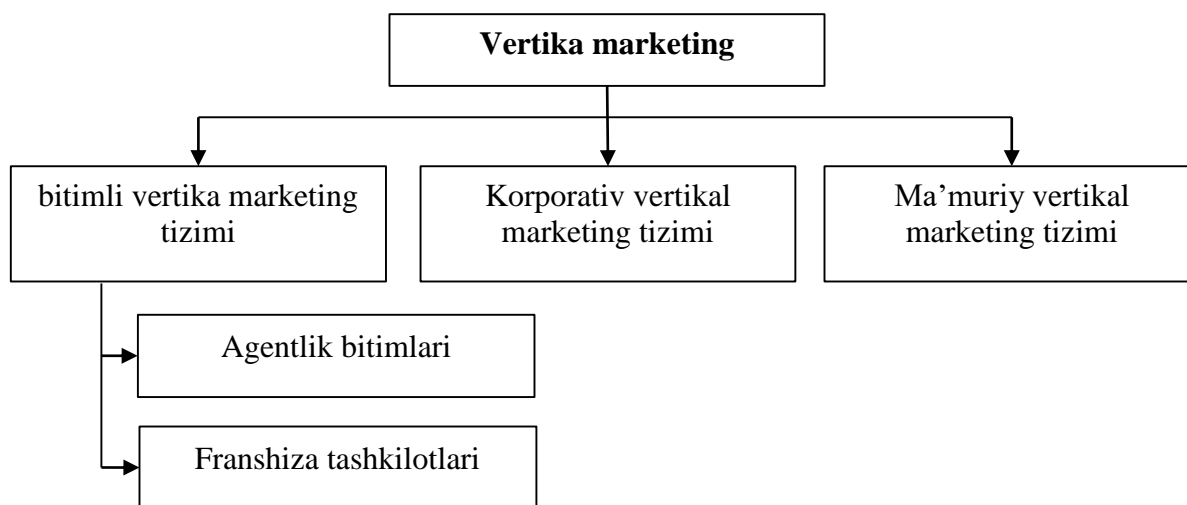 Vertika marketing
bitimli vertika marketing
tizimi
Korporativ vertikal
marketing tizimi
Ma’muriy vertikal
marketing tizimi
Agentlik bitimlari
Franshiza tashkilotlari